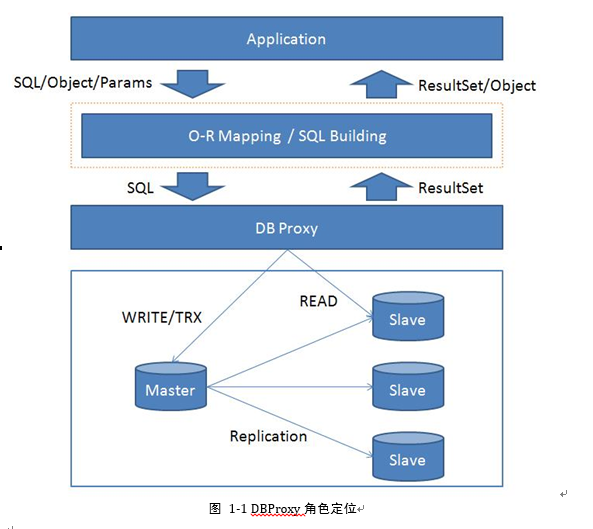 Application
SQL/Object/Params
ResultSet/Object
O-R Mapping / SQL Building
SQL
ResultSet
DB Proxy
WRITE/TRX
READ
Slave
Master
Slave
Replication
Slave
图 1-1 DBProxy 角色定位